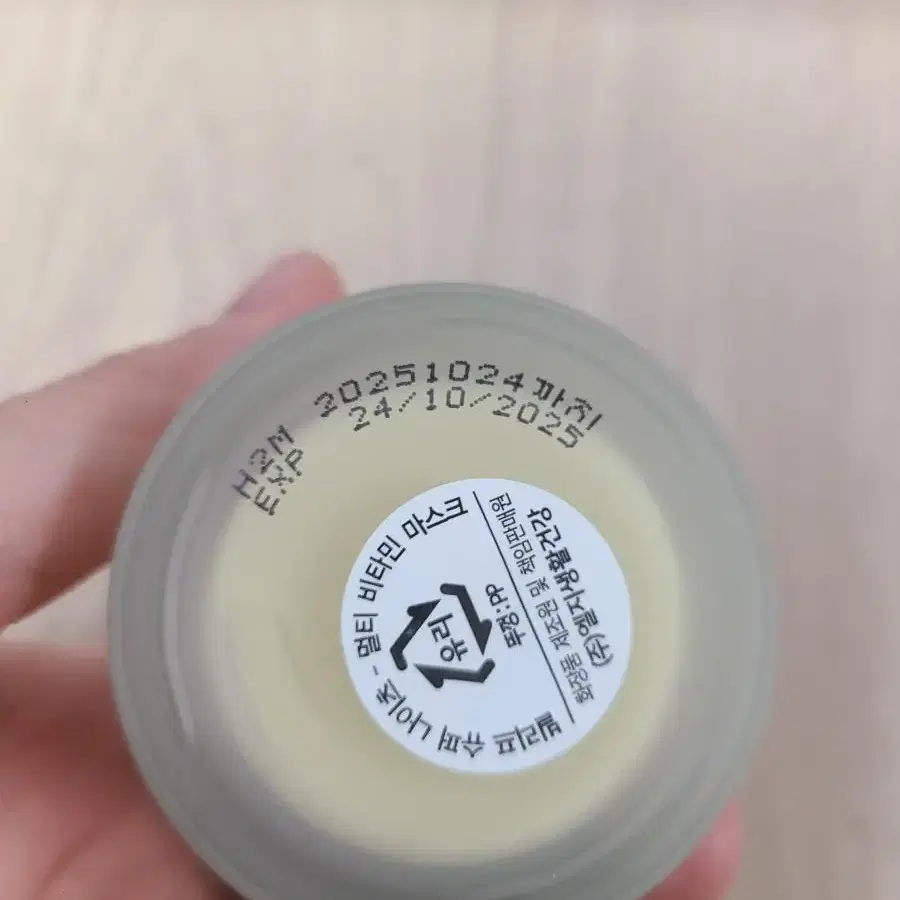 H2M 20251024까지
EXP 24/10/2025
빌리프 슈퍼 나이츠 - 멀티 비타민 마스크
유리
뚜껑:PP
화장품 제조원 및 책임판매원
(주)엘지생활건강